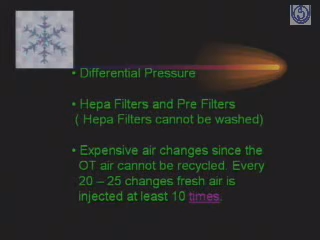 • Differential Pressure
• Hepa Filters and Pre Filters
( Hepa Filters cannot be washed)
• Expensive air changes since the
OT air cannot be recycled. Every
20 – 25 changes fresh air is
injected at least 10 times.